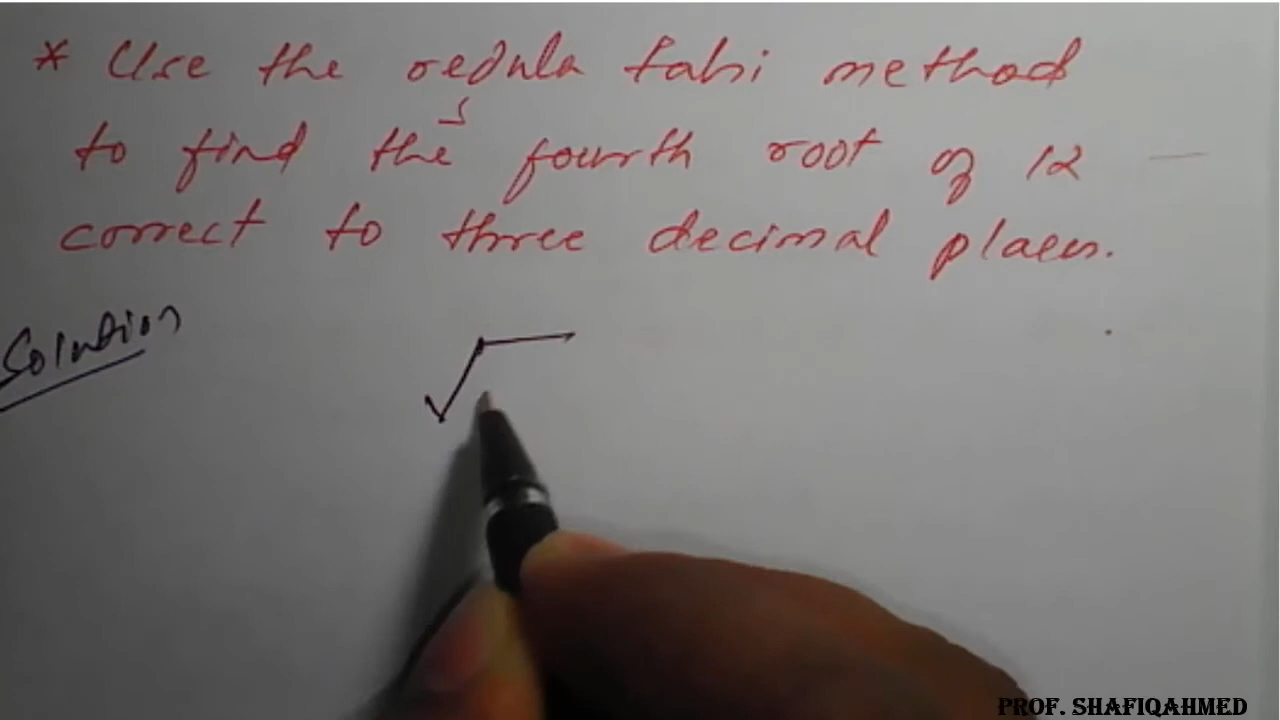 * Use the regula falsi method
to find the fourth root of 12
correct to three decimal places.
Solution
PROF. SHAFIQAHMED